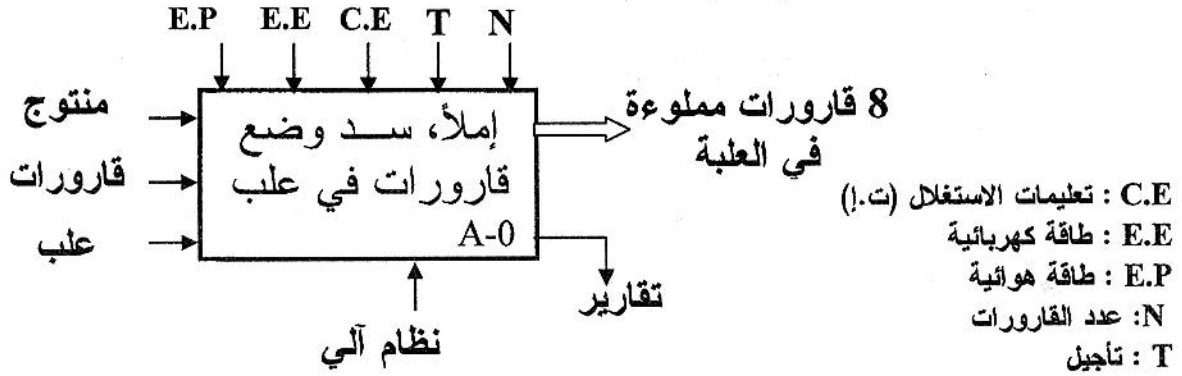 E.P E.E C.E T N
منتوج
قارورات
علب
إملأ، سد وضع
قارورات في علب
A-0
8 قارورات مملوءة
في العلبة
تقارير
نظام آلي
C.E : تعليمات الاستغلال (ت.إ)
E.E : طاقة كهربائية
E.P : طاقة هوائية
N: عدد القارورات
T : تأجيل